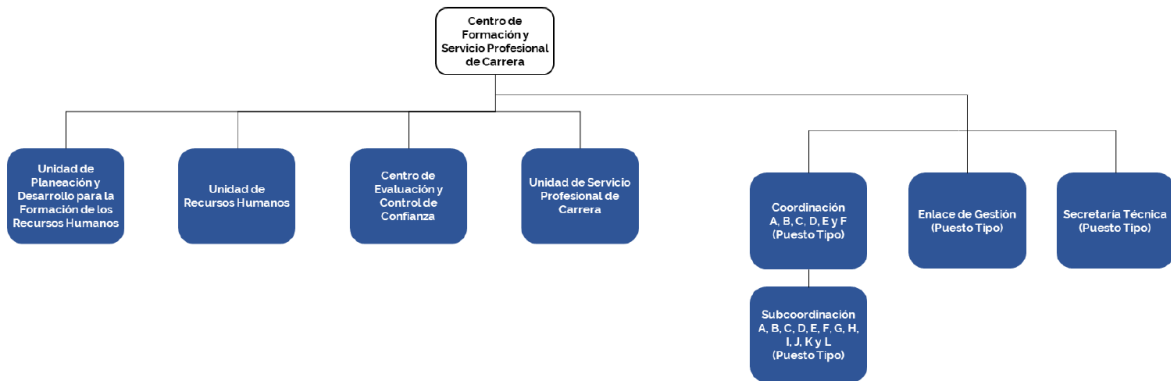 Centro de
Formación y
Servicio Profesional
de Carrera
Unidad de
Planeación y
Desarrollo para la
Formación de los
Recursos Humanos
Unidad de
Recursos Humanos
Centro de
Evaluación y
Control de
Confianza
Unidad de Servicio
Profesional de
Carrera
Coordinación
A, B, C, D, E y F
(Puesto Tipo)
Enlace de Gestión
(Puesto Tipo)
Secretaría Técnica
(Puesto Tipo)
Subcoordinación
A, B, C, D, E, F, G, H,
I, J, K y L
(Puesto Tipo)